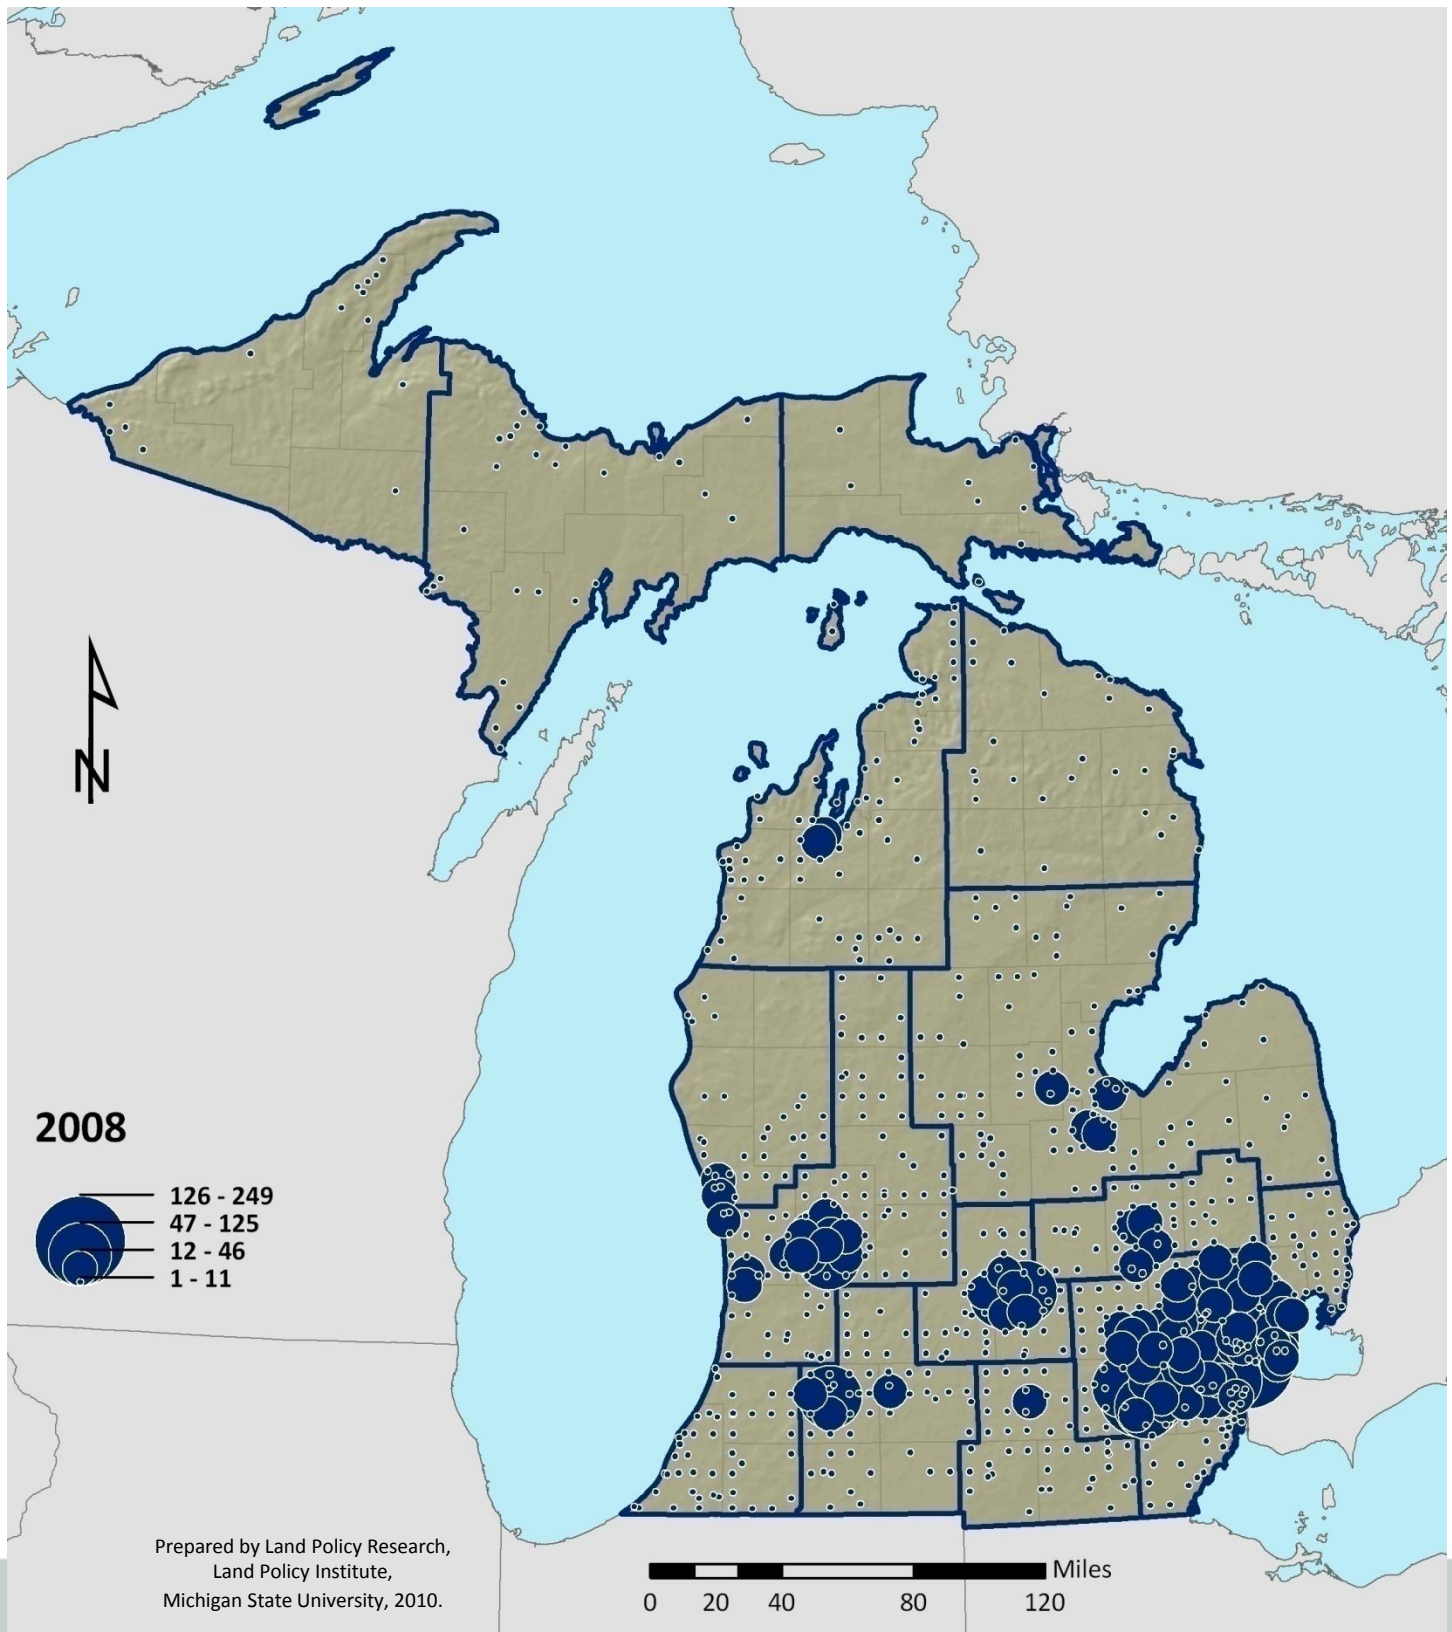 N
2008
126 - 249
47 - 125
12 - 46
1 - 11
Prepared by Land Policy Research,
Land Policy Institute,
Michigan State University, 2010.
Miles
0 20 40 80 120